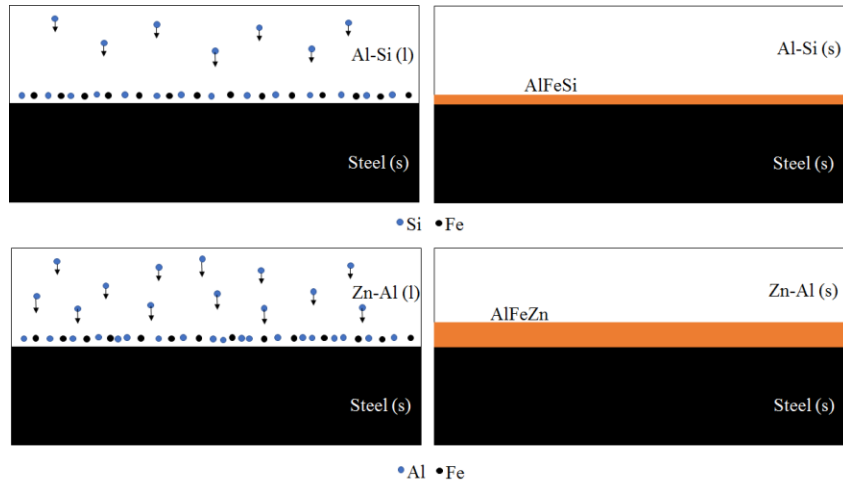 Al-Si (l)
Steel (s)
Al-Si (s)
AlFeSi
Steel (s)
Si Fe
Zn-Al (l)
Steel (s)
Zn-Al (s)
AlFeZn
Steel (s)
Al Fe